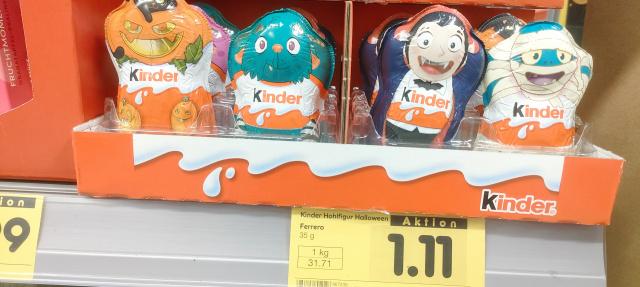 FRUCHTMOME
Kinder
Kinder
Kinder
Kinder
Kinder
ion
99
Kinder Hohlfigur Halloween
Ferrero
35 g
1 kg
31.71
Aktion
1.11